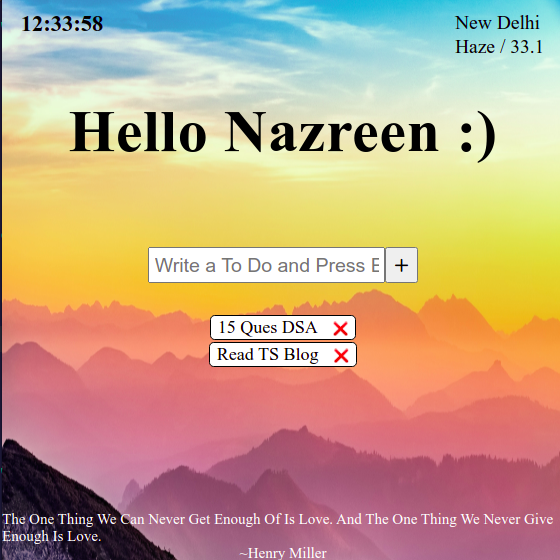 12:33:58
New Delhi
Haze / 33.1
Hello Nazreen :)
Write a To Do and Press E
+
15 Ques DSA ❌
Read TS Blog ❌
The One Thing We Can Never Get Enough Of Is Love. And The One Thing We Never Give
Enough Is Love.
~Henry Miller